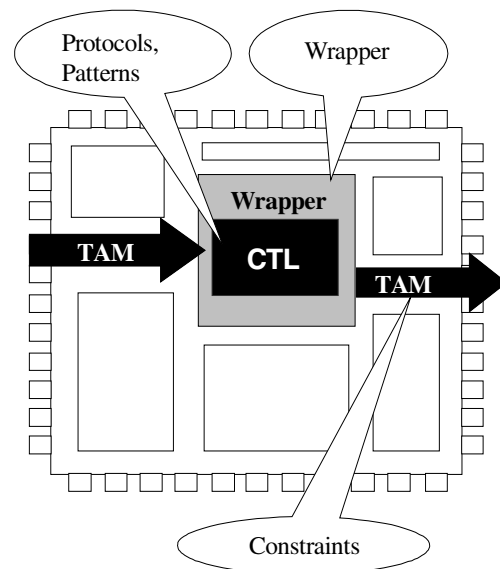 Protocols,
Patterns
Wrapper
Wrapper
TAM
CTL
TAM
Constraints